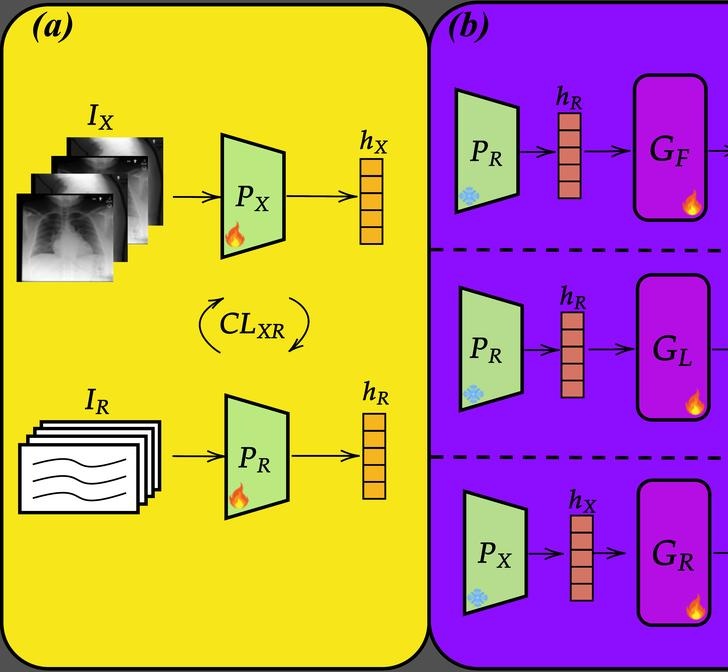 (a)
I_X
P_X
h_X
CL_XR
I_R
P_R
h_R
(b)
P_R
h_R
G_F
P_R
h_R
G_L
P_X
h_X
G_R